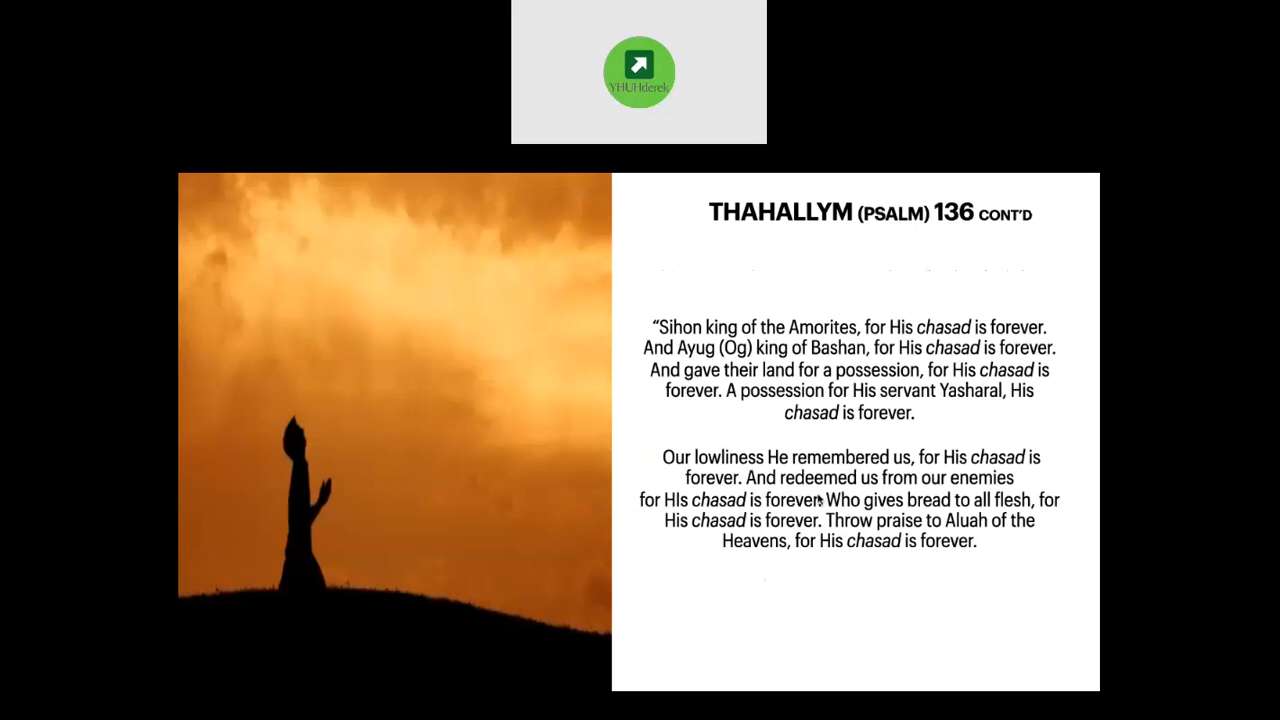 YHUHderek
THAHALLYM (PSALM) 136 CONT'D
“Sihon king of the Amorites, for His chasad is forever.
And Ayug (Og) king of Bashan, for His chasad is forever.
And gave their land for a possession, for His chasad is
forever. A possession for His servant Yasharal, His
chasad is forever.
Our lowliness He remembered us, for His chasad is
forever. And redeemed us from our enemies
for HIs chasad is forever. Who gives bread to all flesh, for
His chasad is forever. Throw praise to Aluah of the
Heavens, for His chasad is forever.